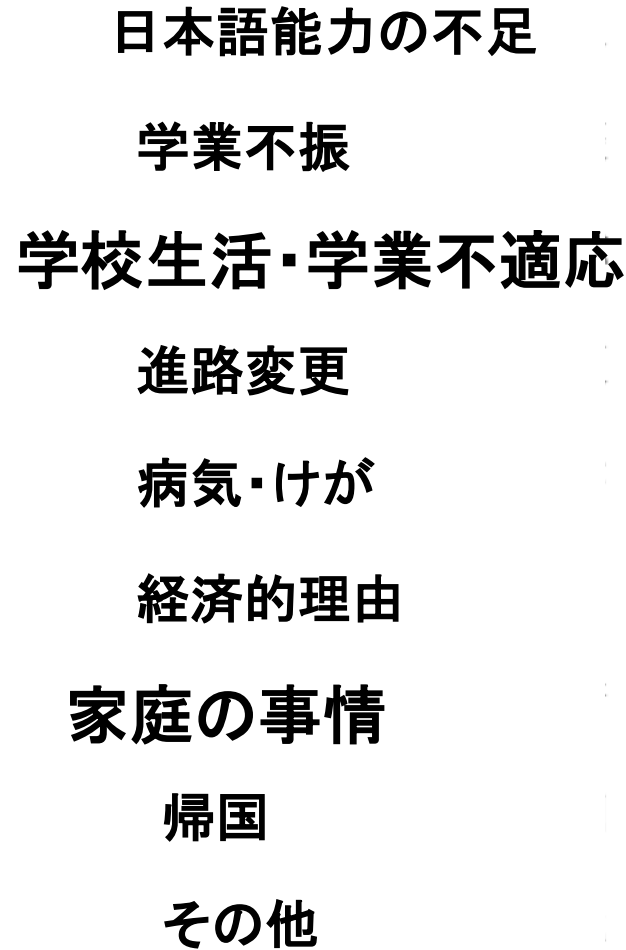 日本語能力の不足
学業不振
学校生活・学業不適応
進路変更
病気・けが
経済的理由
家庭の事情
帰国
その他